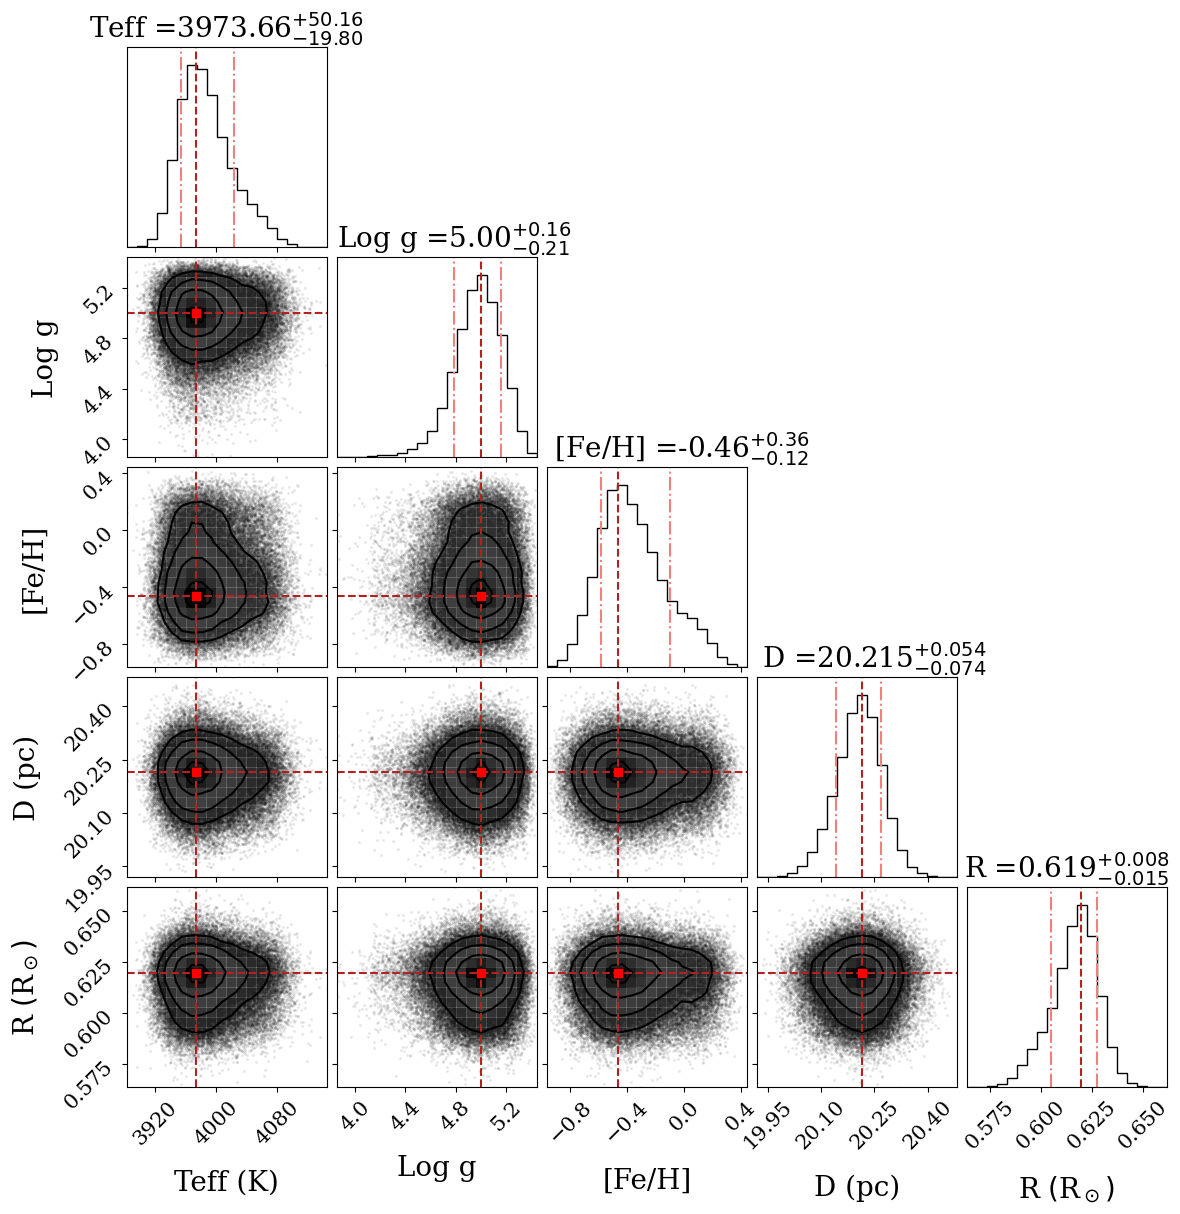 Teff =3973.66+50.16−19.80
Log g =5.00+0.16−0.21
Log g
5.2
4.8
4.4
4.0
[Fe/H] =-0.46+0.36−0.12
[Fe/H]
0.4
0.0
−0.4
−0.8
D =20.215+0.054−0.074
D (pc)
20.40
20.25
20.10
19.95
R =0.619+0.008−0.015
R (R⊙)
0.650
0.625
0.600
0.575
3920 4000 4080
4.0 4.4 4.8 5.2
−0.8 −0.4 0.0 0.4
19.95 20.10 20.25 20.40
0.575 0.600 0.625 0.650
Teff (K)
Log g
[Fe/H]
D (pc)
R (R⊙)